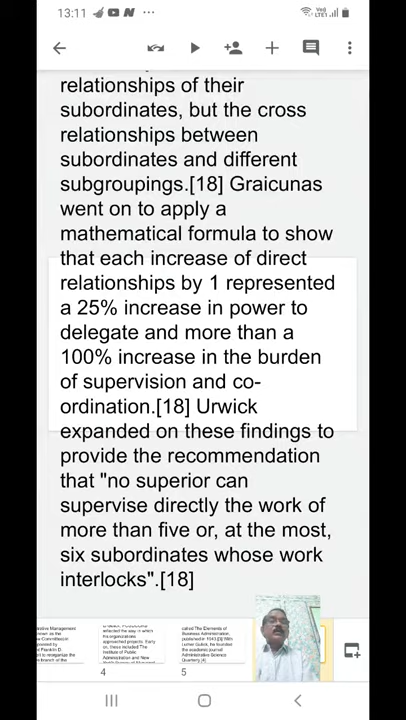 13:11
relationships of their
subordinates, but the cross
relationships between
subordinates and different
subgroupings.[18] Graicunas
went on to apply a
mathematical formula to show
that each increase of direct
relationships by 1 represented
a 25% increase in power to
delegate and more than a
100% increase in the burden
of supervision and co-
ordination.[18] Urwick
expanded on these findings to
provide the recommendation
that "no superior can
supervise directly the work of
more than five or, at the most,
six subordinates whose work
interlocks".[18]
4
5